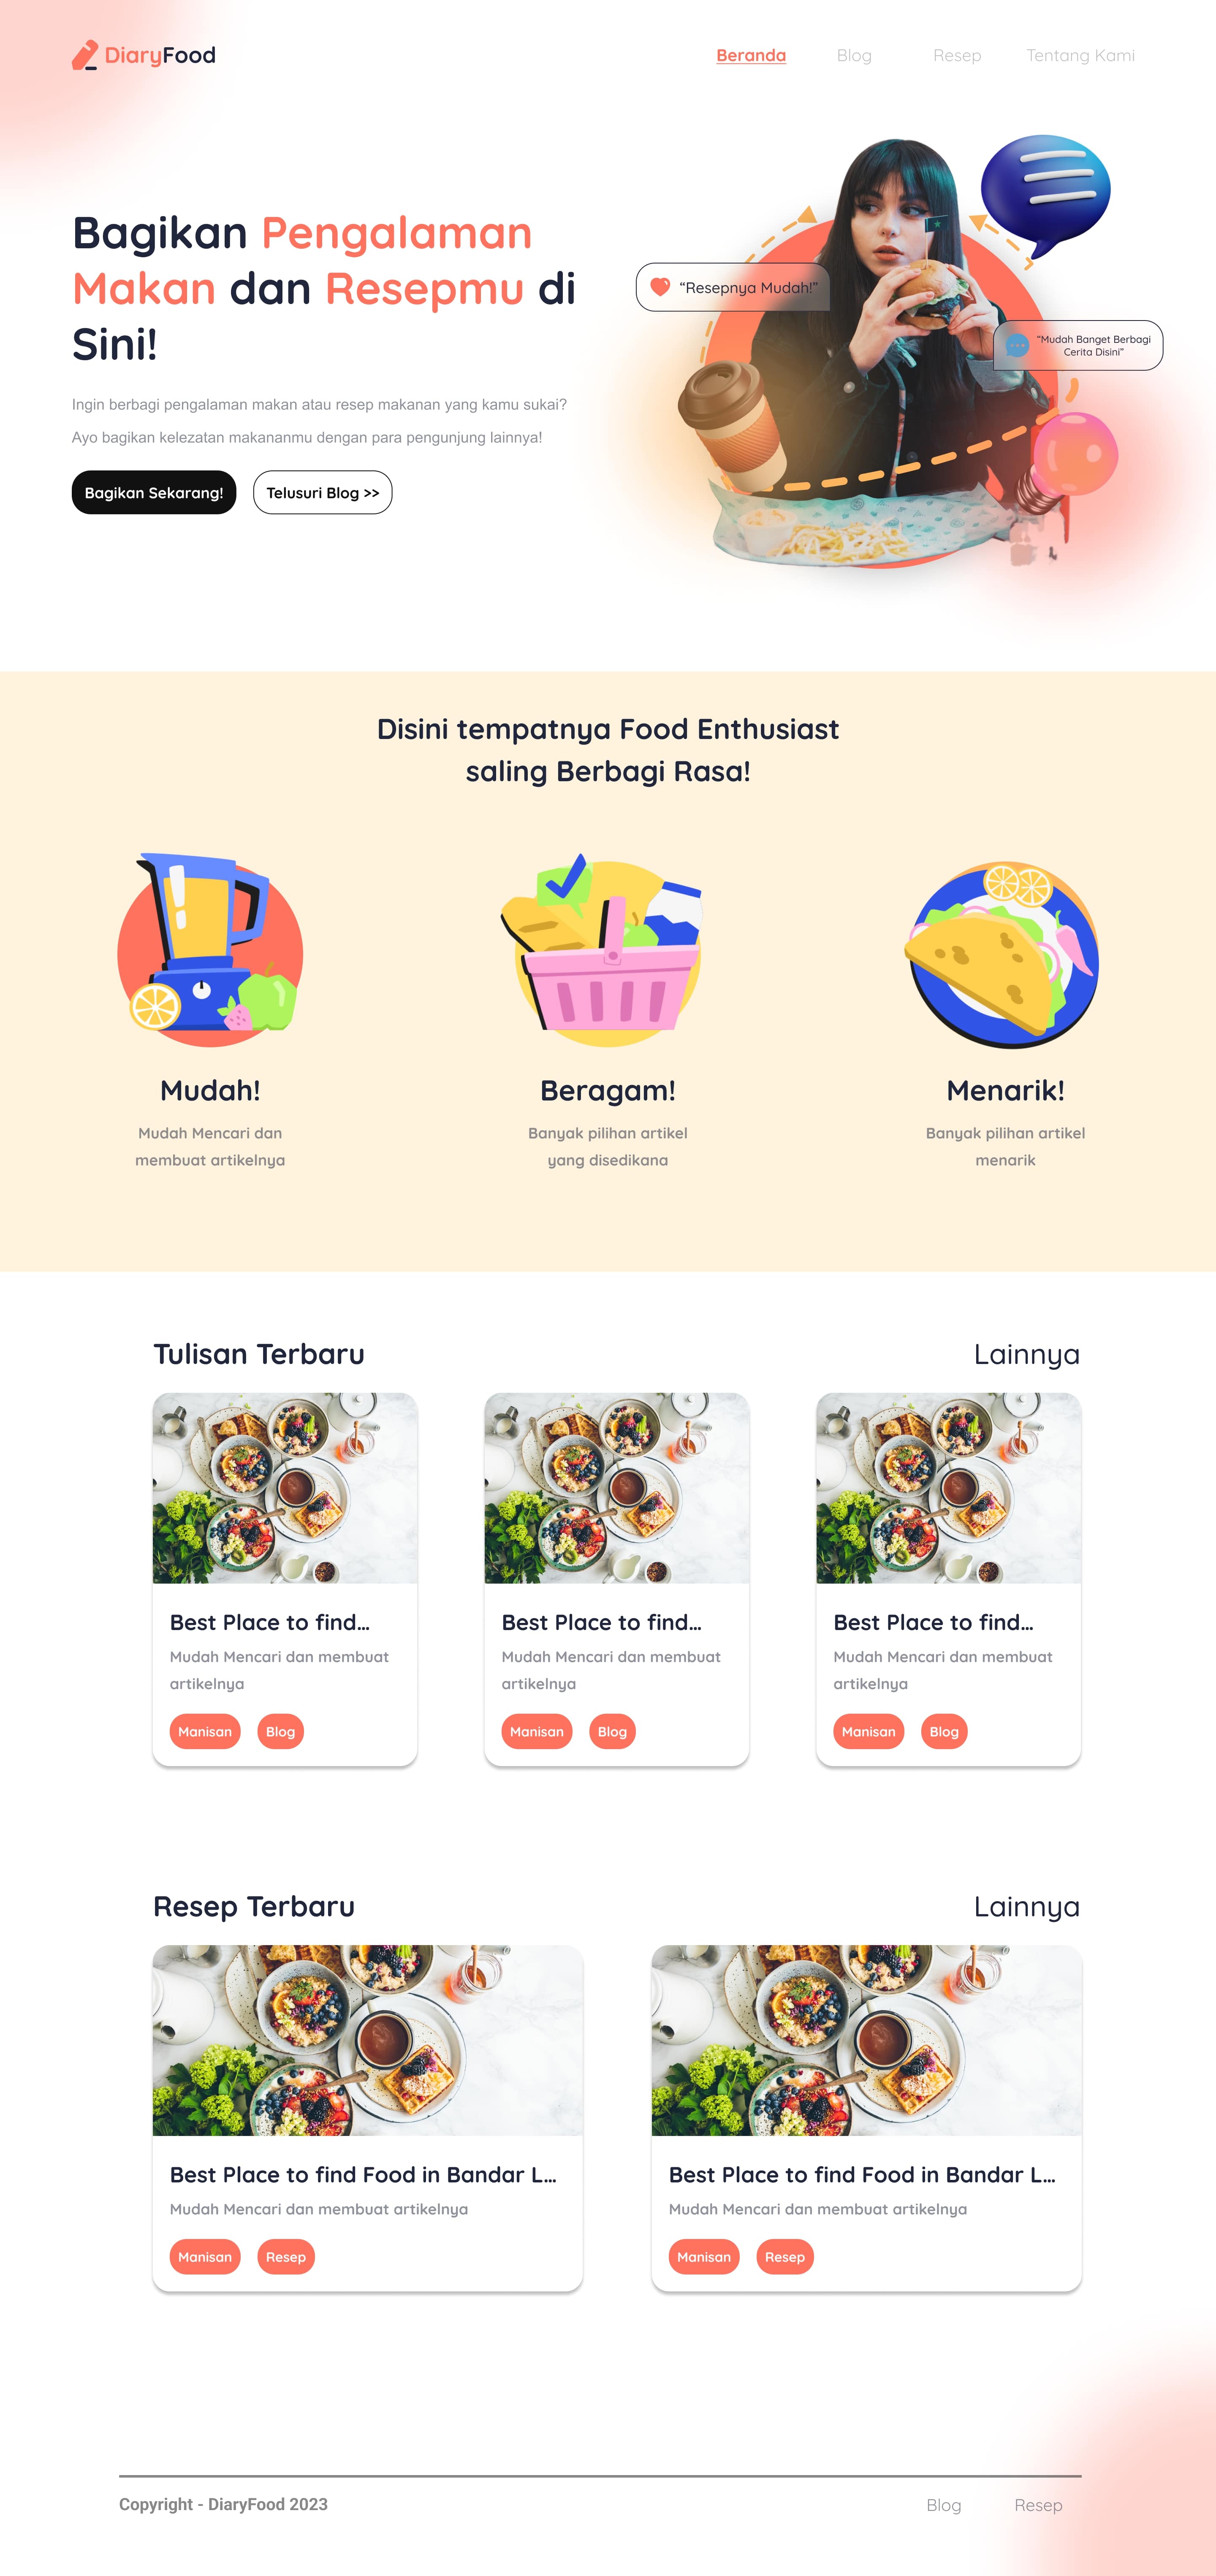 DiaryFood
Beranda
Blog
Resep
Tentang Kami
Bagikan Pengalaman
Makan dan Resepmu di
Sini!
Ingin berbagi pengalaman makan atau resep makanan yang kamu sukai?
Ayo bagikan kelezatan makananmu dengan para pengunjung lainnya!
Bagikan Sekarang!
Telusuri Blog >>
“Resepnya Mudah!”
“Mudah Banget Berbagi
Cerita Disini”
Disini tempatnya Food Enthusiast
saling Berbagi Rasa!
Mudah!
Mudah Mencari dan
membuat artikelnya
Beragam!
Banyak pilihan artikel
yang disedikana
Menarik!
Banyak pilihan artikel
menarik
Tulisan Terbaru
Lainnya
Best Place to find...
Mudah Mencari dan membuat
artikelnya
Manisan
Blog
Best Place to find...
Mudah Mencari dan membuat
artikelnya
Manisan
Blog
Best Place to find...
Mudah Mencari dan membuat
artikelnya
Manisan
Blog
Resep Terbaru
Lainnya
Best Place to find Food in Bandar L...
Mudah Mencari dan membuat artikelnya
Manisan
Resep
Best Place to find Food in Bandar L...
Mudah Mencari dan membuat artikelnya
Manisan
Resep
Copyright - DiaryFood 2023
Blog
Resep